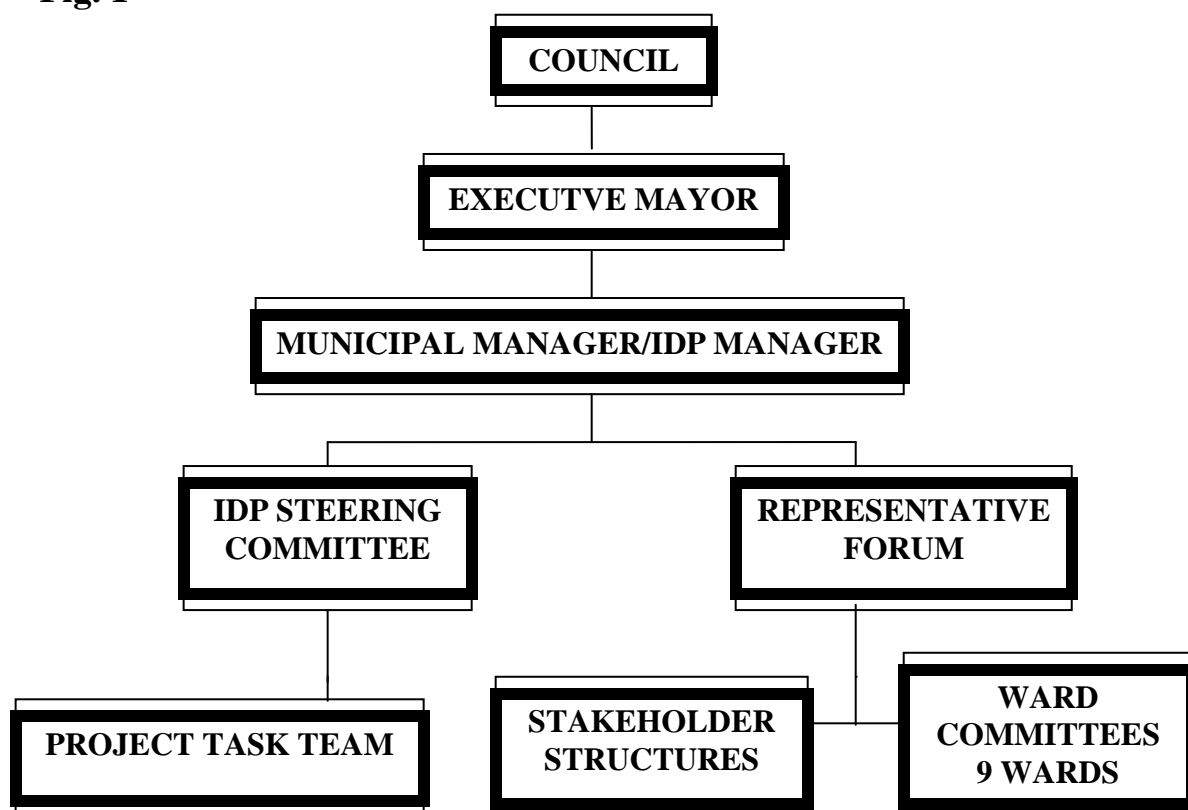 Fig. 1
COUNCIL
EXECUTVE MAYOR
MUNICIPAL MANAGER/IDP MANAGER
IDP STEERING
COMMITTEE
REPRESENTATIVE
FORUM
PROJECT TASK TEAM
STAKEHOLDER
STRUCTURES
WARD
COMMITTEES
9 WARDS